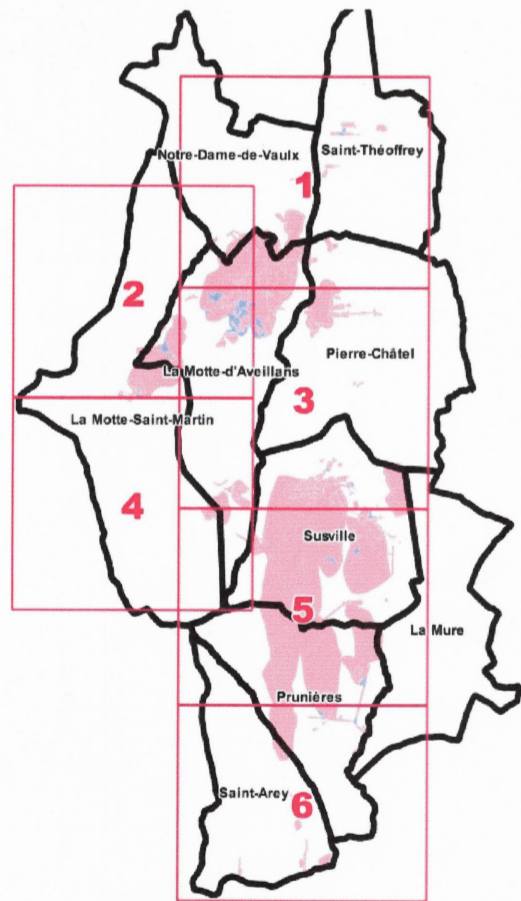 Notre-Dame-de-Vaulx
Saint-Théoffrey
1
2
La Motte-d'Aveillans
Pierre-Châtel
3
La Motte-Saint-Martin
4
Susville
5
La Mure
Prunières
Saint-Arey
6